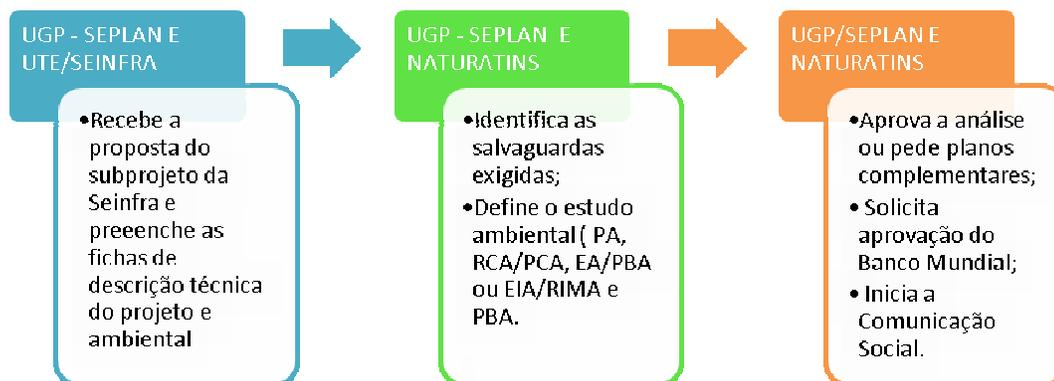 UGP - SEPLAN E
UTE/SEINFRA
•Recebe a
proposta do
subprojeto da
Seinfra e
preeenche as
fichas de
descrição técnica
do projeto e
ambiental
UGP - SEPLAN E
NATURATINS
•Identifica as
salvaguardas
exigidas;
•Define o estudo
ambiental ( PA,
RCA/PCA, EA/PBA
ou EIA/RIMA e
PBA.
UGP/SEPLAN E
NATURATINS
•Aprova a análise
ou pede planos
complementares;
• Solicita
aprovação do
Banco Mundial;
• Inicia a
Comunicação
Social.